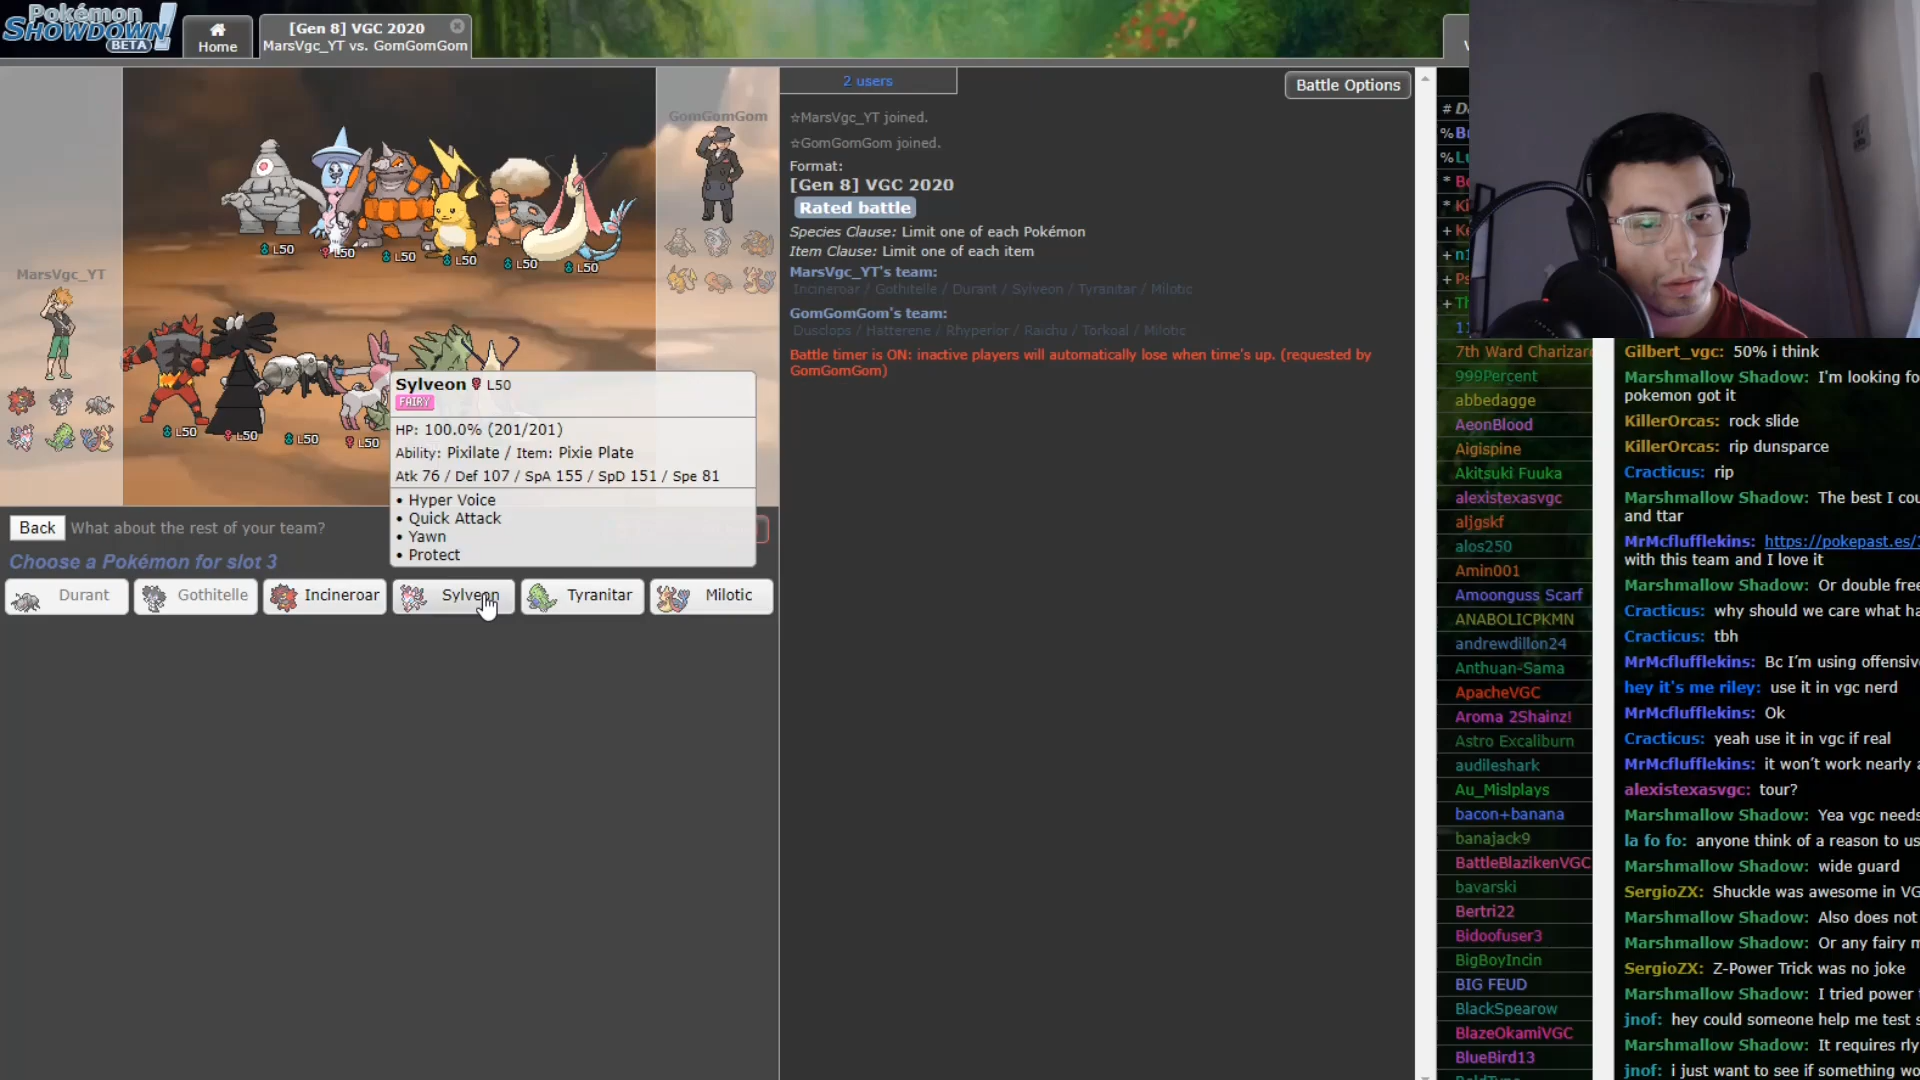 Pokémon
SHOWDOWN!
BETA
Home
[Gen 8] VGC 2020
MarsVgc_YT vs. GomGomGom
GomGomGom
L50
L50
L50
L50
L50
L50
MarsVgc_YT
L50
L50
L50
L50
Sylveon L50
FAIRY
HP: 100.0% (201/201)
Ability: Pixilate / Item: Pixie Plate
Atk 76 / Def 107 / SpA 155 / SpD 151 / Spe 81
• Hyper Voice
• Quick Attack
• Yawn
• Protect
Back What about the rest of your team?
Choose a Pokémon for slot 3
Durant Gothitelle Incineroar Sylveon Tyranitar Milotic
2 users
Battle Options
☆MarsVgc_YT joined.
☆GomGomGom joined.
Format:
[Gen 8] VGC 2020
Rated battle
Species Clause: Limit one of each Pokémon
Item Clause: Limit one of each item
MarsVgc_YT's team:
Incineroar / Gothitelle / Durant / Sylveon / Tyranitar / Milotic
GomGomGom's team:
Dusclops / Hatterene / Rhyperior / Raichu / Torkoal / Milotic
Battle timer is ON: inactive players will automatically lose when time's up. (requested by
GomGomGom)
7th Ward Charizard
999Percent
abbedagge
AeonBlood
Aigispine
Akitsuki Fuuka
alexistexasvgc
aljgskf
alos250
Amin001
Amoonguss Scarf
ANABOLICPKMN
andrewdillon24
Anthuan-Sama
ApacheVGC
Aroma 2Shainz!
Astro Excaliburn
audileshark
Au_Mislplays
bacon+banana
banajack9
BattleBlazikenVGC
bavarski
Bertri22
Bidoofuser3
BigBoyIncin
BIG FEUD
BlackSpearow
BlazeOkamiVGC
BlueBird13
Gilbert_vgc: 50% i think
Marshmallow Shadow: I'm looking fo
pokemon got it
KillerOrcas: rock slide
KillerOrcas: rip dunsparce
Cracticus: rip
Marshmallow Shadow: The best I cou
and ttar
MrMcflufflekins: https://pokepast.es/
with this team and I love it
Marshmallow Shadow: Or double free
Cracticus: why should we care what ha
Cracticus: tbh
MrMcflufflekins: Bc I'm using offensiv
hey it's me riley: use it in vgc nerd
MrMcflufflekins: Ok
Cracticus: yeah use it in vgc if real
MrMcflufflekins: it won't work nearly a
alexistexasvgc: tour?
Marshmallow Shadow: Yea vgc needs
la fo fo: anyone think of a reason to us
Marshmallow Shadow: wide guard
SergioZX: Shuckle was awesome in VG
Marshmallow Shadow: Also does not
Marshmallow Shadow: Or any fairy m
SergioZX: Z-Power Trick was no joke
Marshmallow Shadow: I tried power
jnof: hey could someone help me test s
Marshmallow Shadow: It requires rly
jnof: i just want to see if something wo